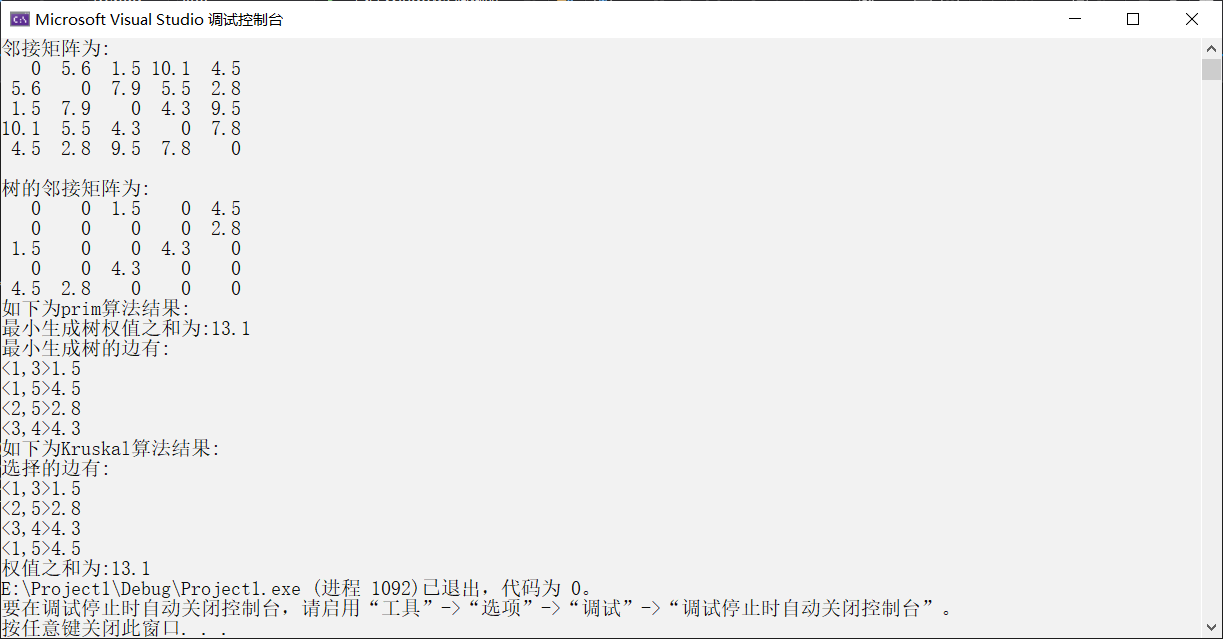 Microsoft Visual Studio 调试控制台
邻接矩阵为:
0 5.6 1.5 10.1 4.5
5.6 0 7.9 5.5 2.8
1.5 7.9 0 4.3 9.5
10.1 5.5 4.3 0 7.8
4.5 2.8 9.5 7.8 0
树的邻接矩阵为:
0 0 1.5 0 4.5
0 0 0 0 2.8
1.5 0 0 4.3 0
0 0 4.3 0 0
4.5 2.8 0 0 0
如下为prim算法结果:
最小生成树权值之和为:13.1
最小生成树的边有:
<1,3>1.5
<1,5>4.5
<2,5>2.8
<3,4>4.3
如下为Kruskal算法结果:
选择的边有:
<1,3>1.5
<2,5>2.8
<3,4>4.3
<1,5>4.5
权值之和为:13.1
E:\Project1\Debug\Project1.exe (进程 1092)已退出，代码为 0。
要在调试停止时自动关闭控制台，请启用“工具”->“选项”->“调试”->“调试停止时自动关闭控制台”。
按任意键关闭此窗口. . .